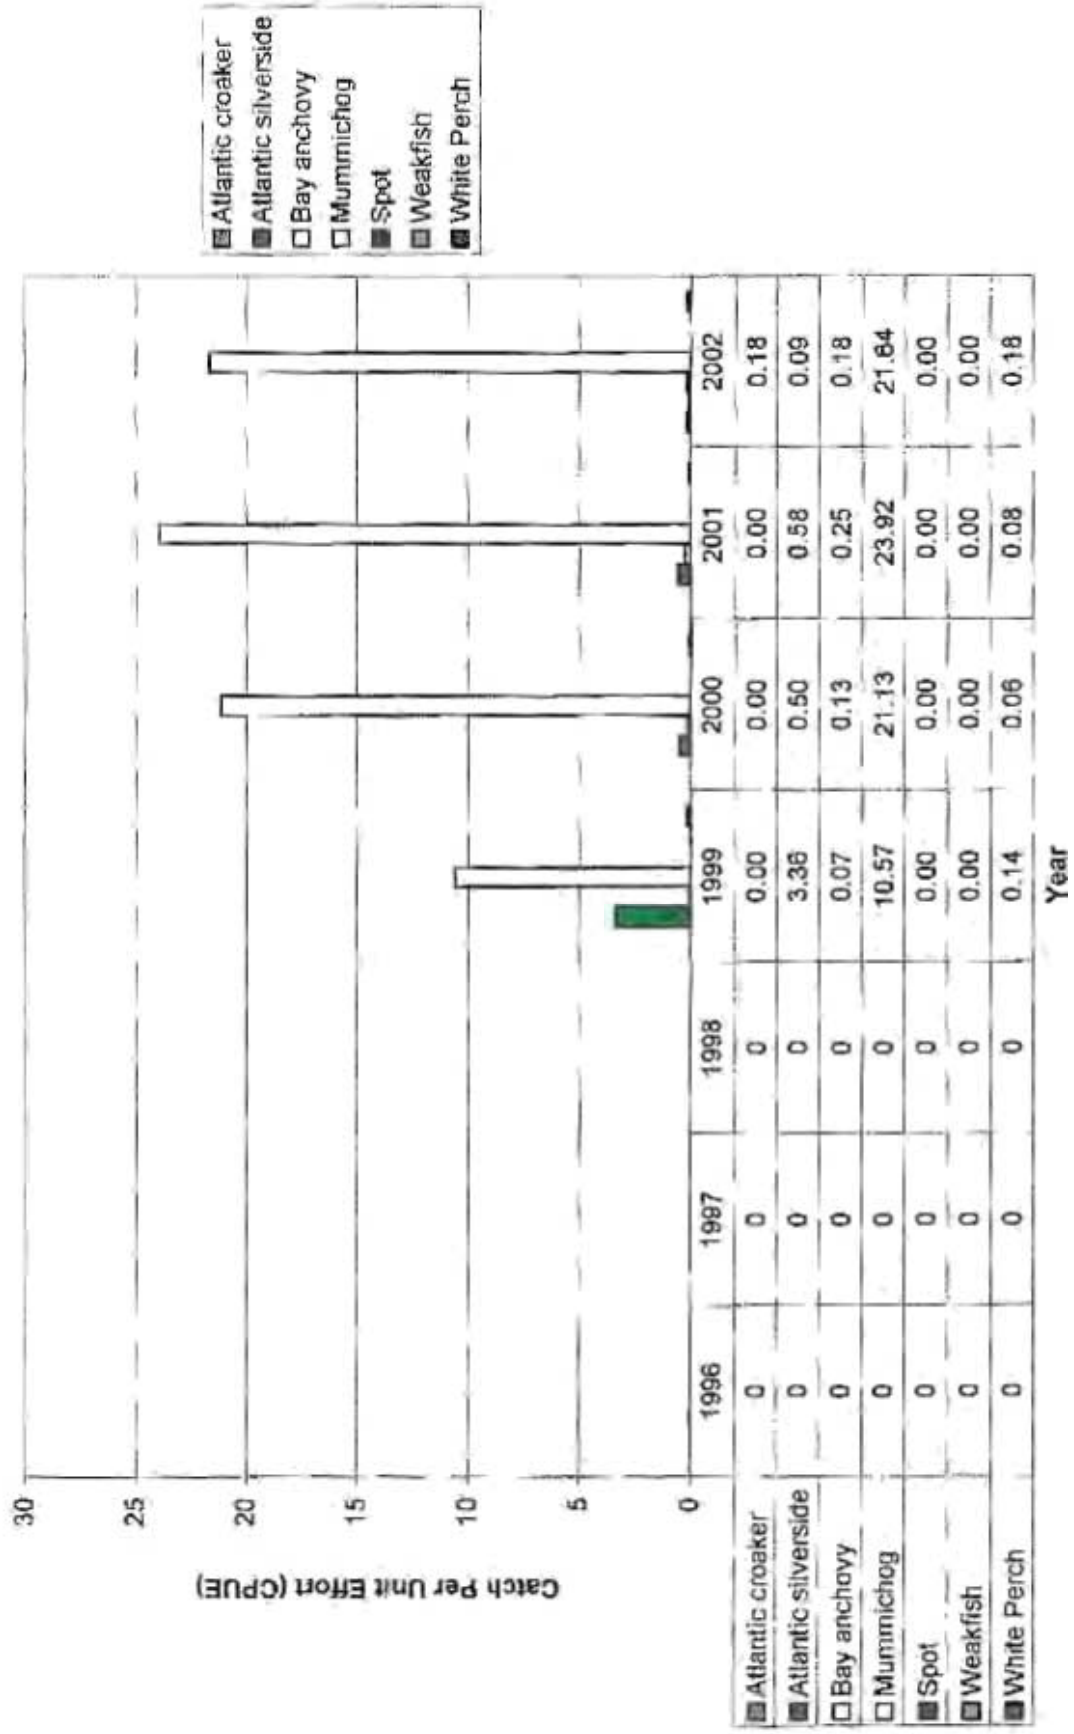 Catch Per Unit Effort (CPUE)
30
25
20
15
10
5
0
1996 1997 1998 1999 2000 2001 2002
Atlantic croaker 0 0 0 0.00 0.00 0.00 0.18
Atlantic silverside 0 0 0 3.36 0.50 0.58 0.09
Bay anchovy 0 0 0 0.07 0.13 0.25 0.18
Mummichog 0 0 0 10.57 21.13 23.92 21.64
Spot 0 0 0 0.00 0.00 0.00 0.00
Weakfish 0 0 0 0.00 0.00 0.00 0.00
White Perch 0 0 0 0.14 0.06 0.08 0.18
Year
Atlantic croaker
Atlantic silverside
Bay anchovy
Mummichog
Spot
Weakfish
White Perch